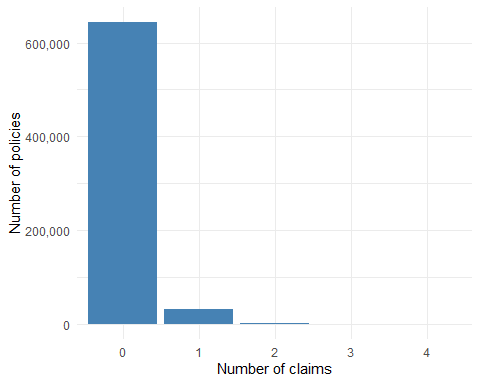 Number of policies
600,000
400,000
200,000
0
0 1 2 3 4
Number of claims